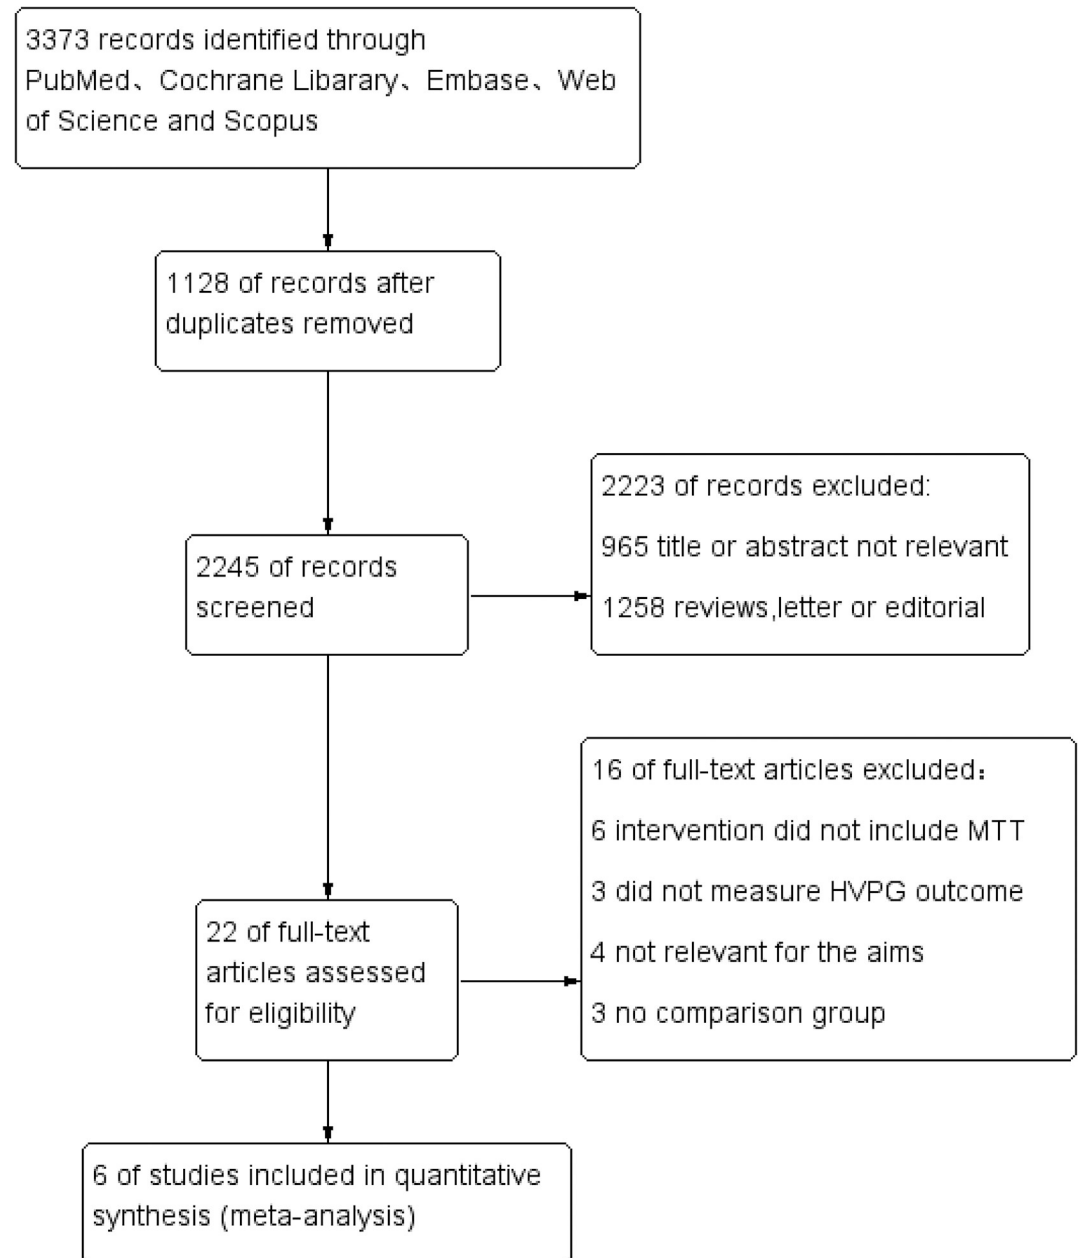 3373 records identified through
PubMed、Cochrane Libarary、Embase、Web
of Science and Scopus
1128 of records after
duplicates removed
2223 of records excluded:
965 title or abstract not relevant
1258 reviews,letter or editorial
2245 of records
screened
16 of full-text articles excluded：
6 intervention did not include MTT
3 did not measure HVPG outcome
4 not relevant for the aims
3 no comparison group
22 of full-text
articles assessed
for eligibility
6 of studies included in quantitative
synthesis (meta-analysis)